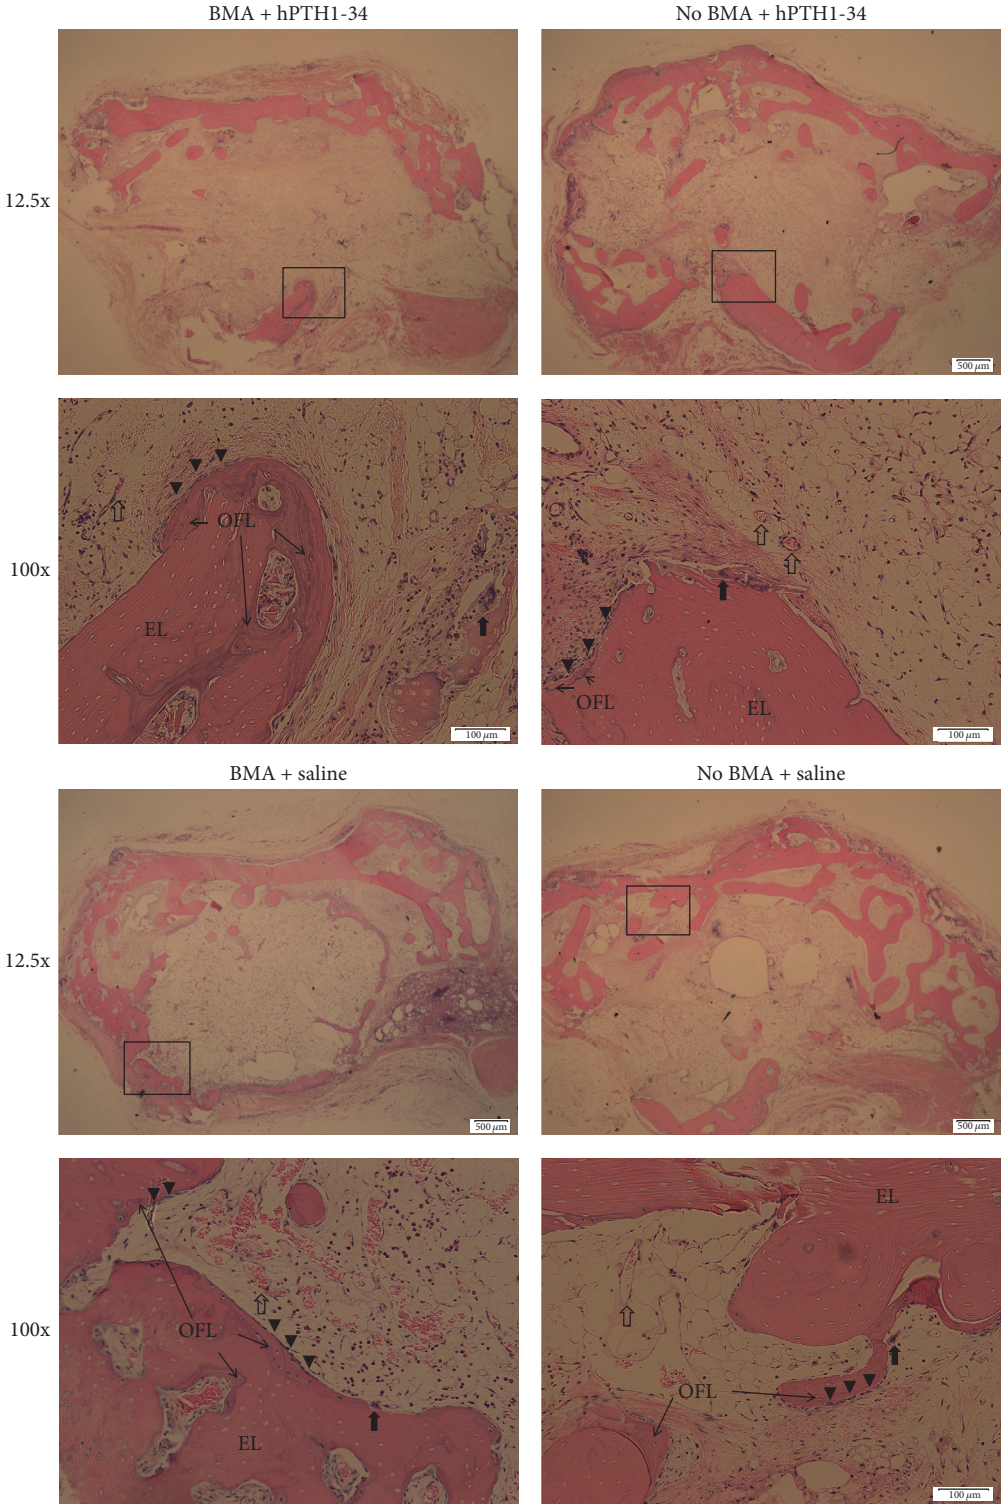 BMA + hPTH1-34
No BMA + hPTH1-34
12.5x
500 μm
100x
OFL
EL
100 μm
OFL
EL
100 μm
BMA + saline
No BMA + saline
12.5x
500 μm
500 μm
100x
OFL
EL
EL
OFL
100 μm